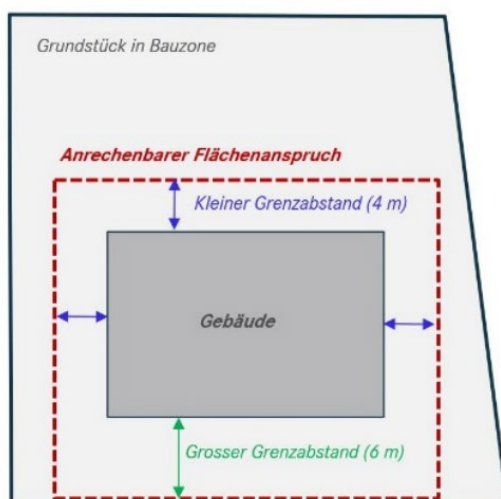 Grundstück in Bauzone
Anrechenbarer Flächenanspruch
Kleiner Grenzabstand (4 m)
Gebäude
Grosser Grenzabstand (6 m)